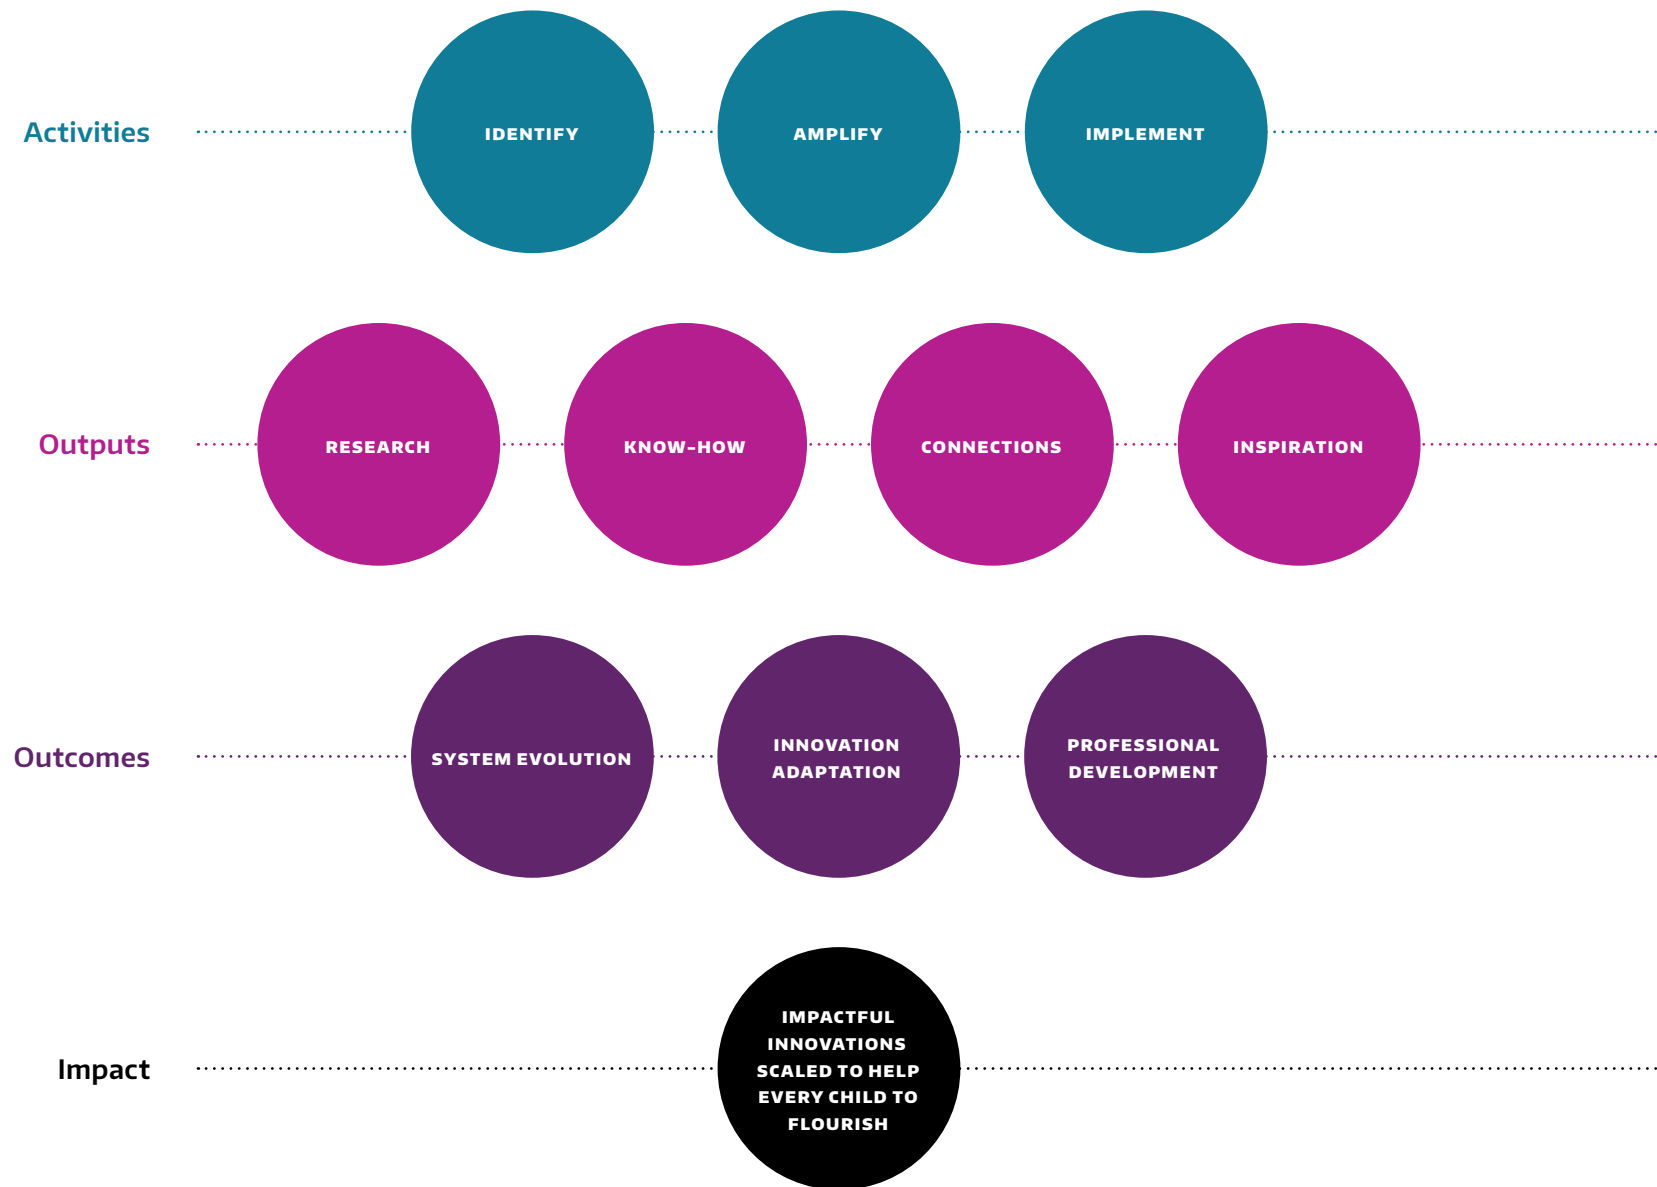 Activities
IDENTIFY
AMPLIFY
IMPLEMENT
Outputs
RESEARCH
KNOW-HOW
CONNECTIONS
INSPIRATION
Outcomes
SYSTEM EVOLUTION
INNOVATION
ADAPTATION
PROFESSIONAL
DEVELOPMENT
Impact
IMPACTFUL
INNOVATIONS
SCALED TO HELP
EVERY CHILD TO
FLOURISH